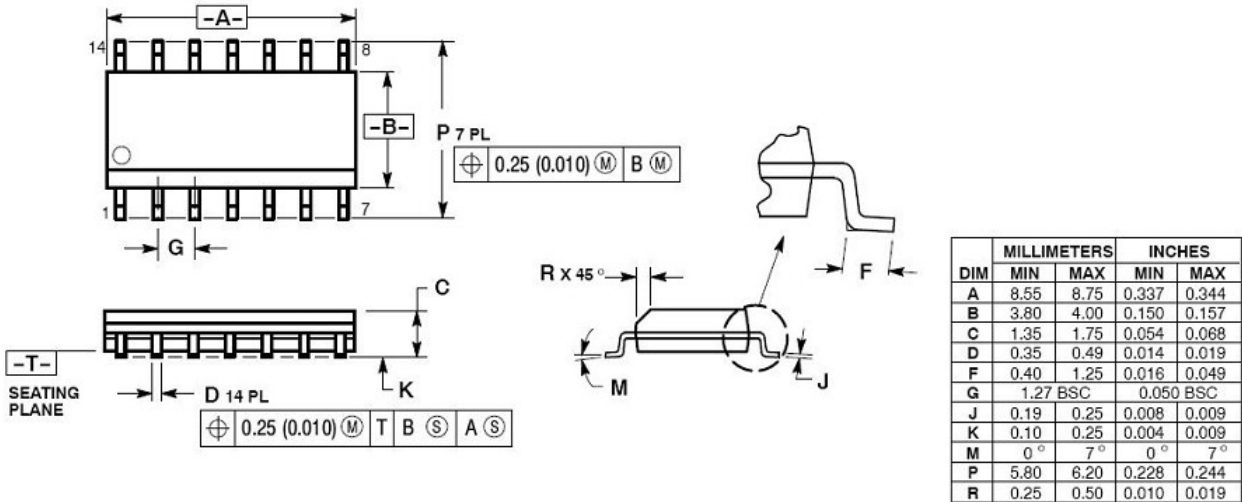 -A-
14
8
-B-
P 7 PL
⌖ 0.25 (0.010) Ⓜ B Ⓜ
1
7
G
F
R X 45°
C
-T-
SEATING
PLANE
D 14 PL
K
M
J
⌖ 0.25 (0.010) Ⓜ T B Ⓢ A Ⓢ
MILLIMETERS INCHES
DIM MIN MAX MIN MAX
A 8.55 8.75 0.337 0.344
B 3.80 4.00 0.150 0.157
C 1.35 1.75 0.054 0.068
D 0.35 0.49 0.014 0.019
F 0.40 1.25 0.016 0.049
G 1.27 BSC 0.050 BSC
J 0.19 0.25 0.008 0.009
K 0.10 0.25 0.004 0.009
M 0° 7° 0° 7°
P 5.80 6.20 0.228 0.244
R 0.25 0.50 0.010 0.019